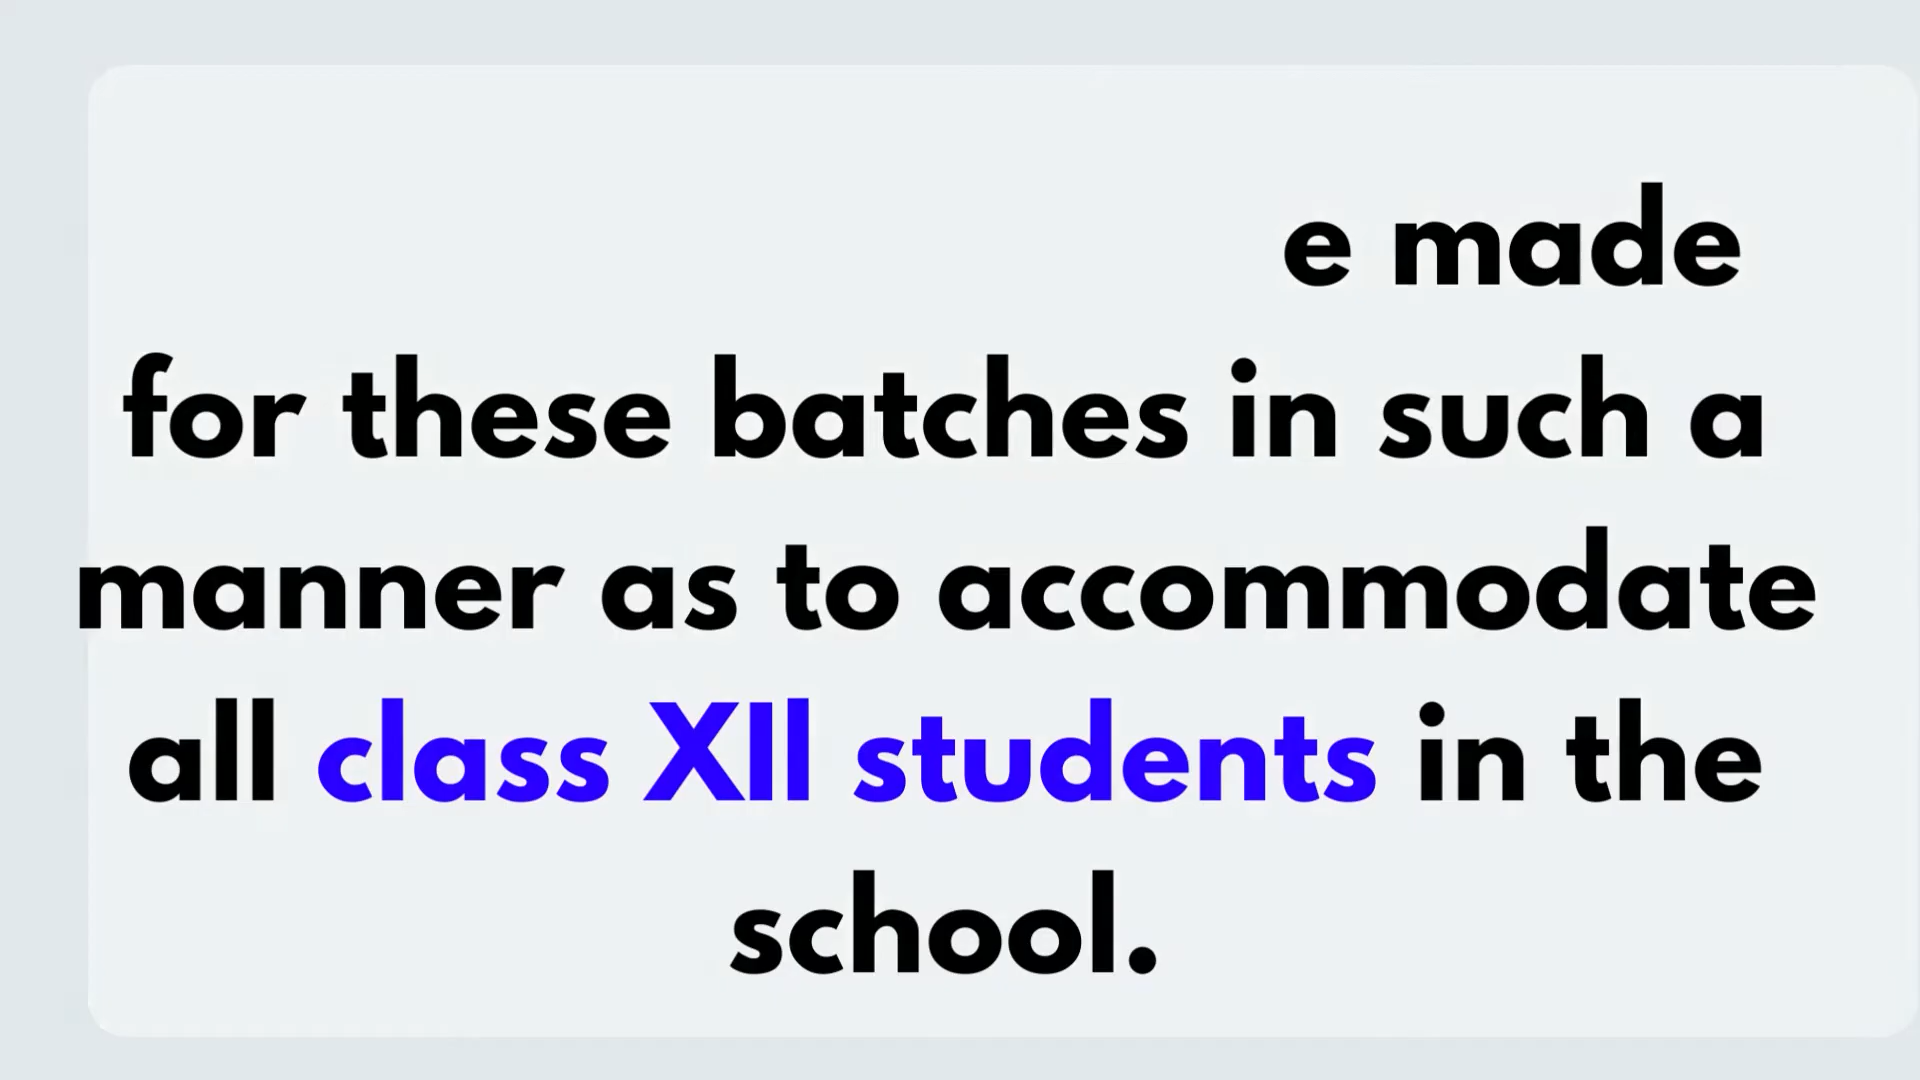 e made
for these batches in such a
manner as to accommodate
all class XII students in the
school.